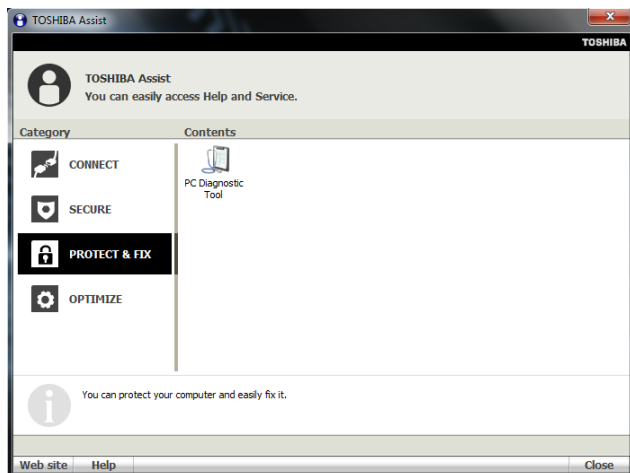 TOSHIBA Assist
TOSHIBA
TOSHIBA Assist
You can easily access Help and Service.
Category
Contents
CONNECT
SECURE
PROTECT & FIX
OPTIMIZE
PC Diagnostic
Tool
You can protect your computer and easily fix it.
Web site
Help
Close